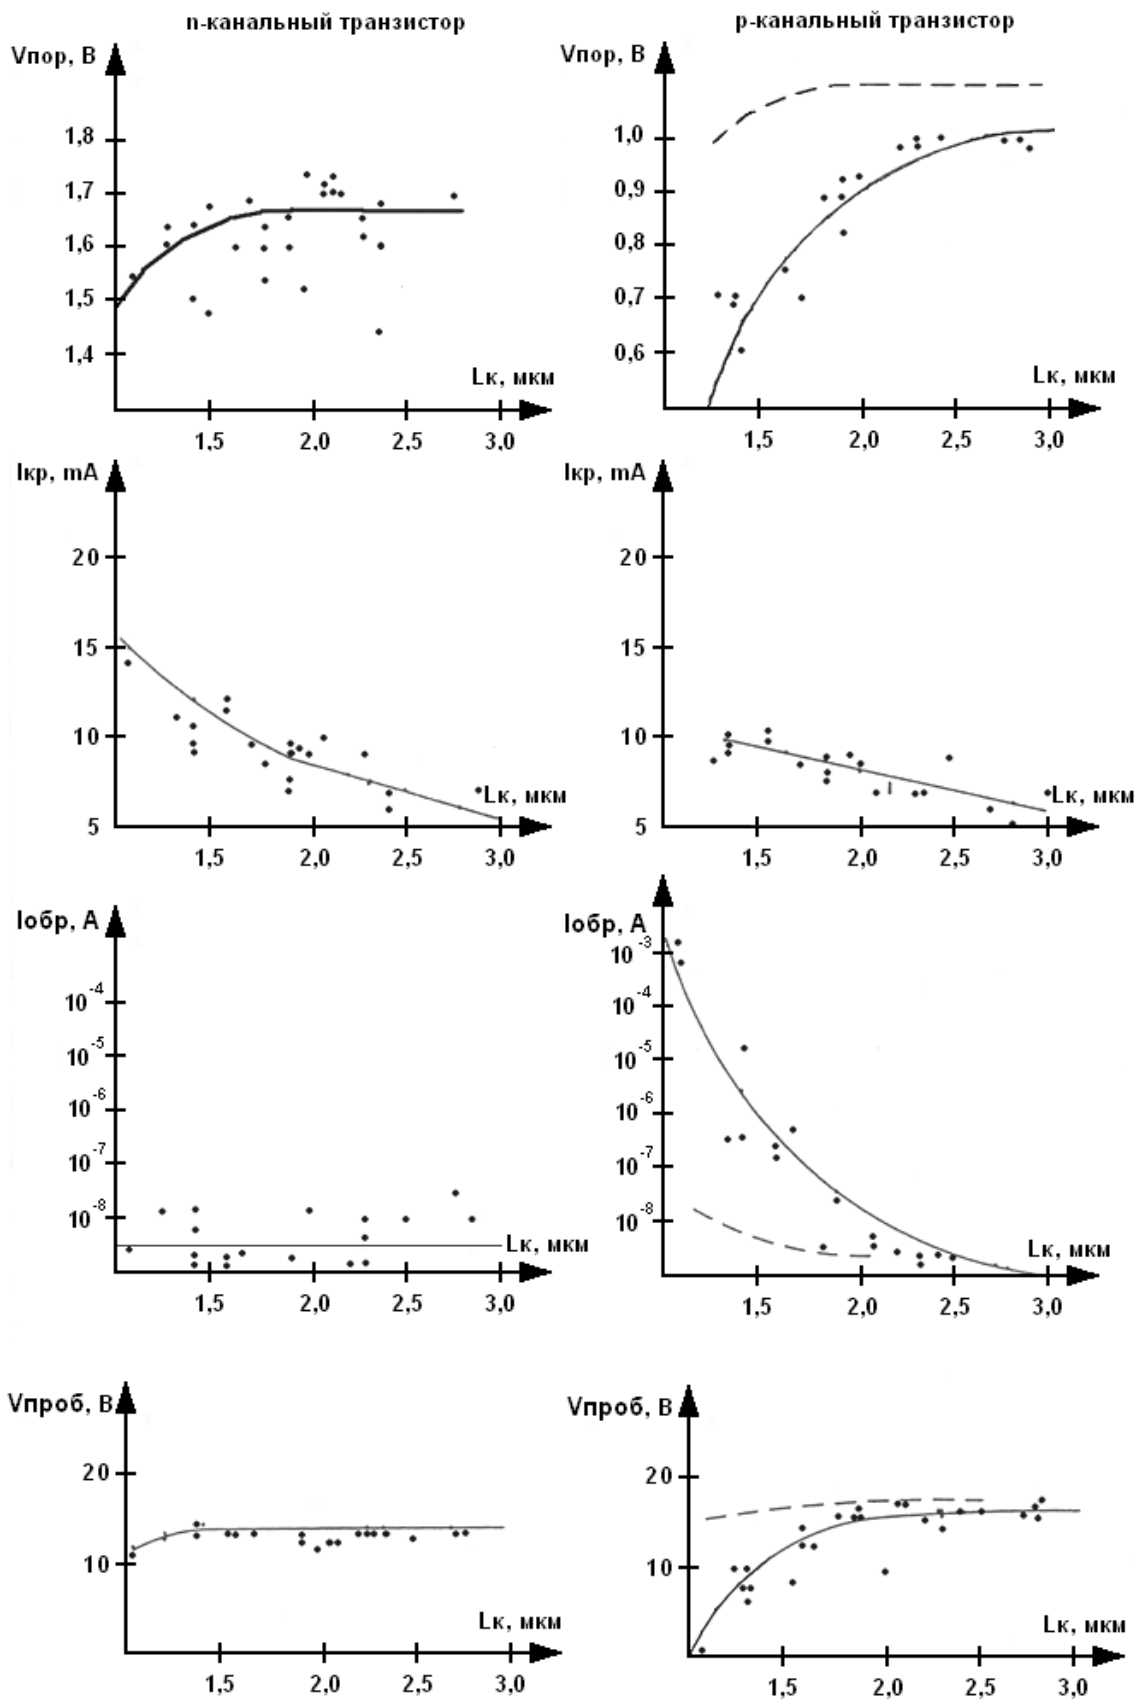 n-канальный транзистор
p-канальный транзистор
Vпор, В
1,8
1,7
1,6
1,5
1,4
Lк, мкм
1,5 2,0 2,5 3,0
Vпор, В
1,0
0,9
0,8
0,7
0,6
Lк, мкм
1,5 2,0 2,5 3,0
Iкр, mA
20
15
10
5
Lк, мкм
1,5 2,0 2,5 3,0
Iкр, mA
20
15
10
5
Lк, мкм
1,5 2,0 2,5 3,0
Iобр, А
10⁻⁴
10⁻⁵
10⁻⁶
10⁻⁷
10⁻⁸
Lк, мкм
1,5 2,0 2,5 3,0
Iобр, А
10⁻³
10⁻⁴
10⁻⁵
10⁻⁶
10⁻⁷
10⁻⁸
Lк, мкм
1,5 2,0 2,5 3,0
Vпроб, В
20
10
Lк, мкм
1,5 2,0 2,5 3,0
Vпроб, В
20
10
Lк, мкм
1,5 2,0 2,5 3,0